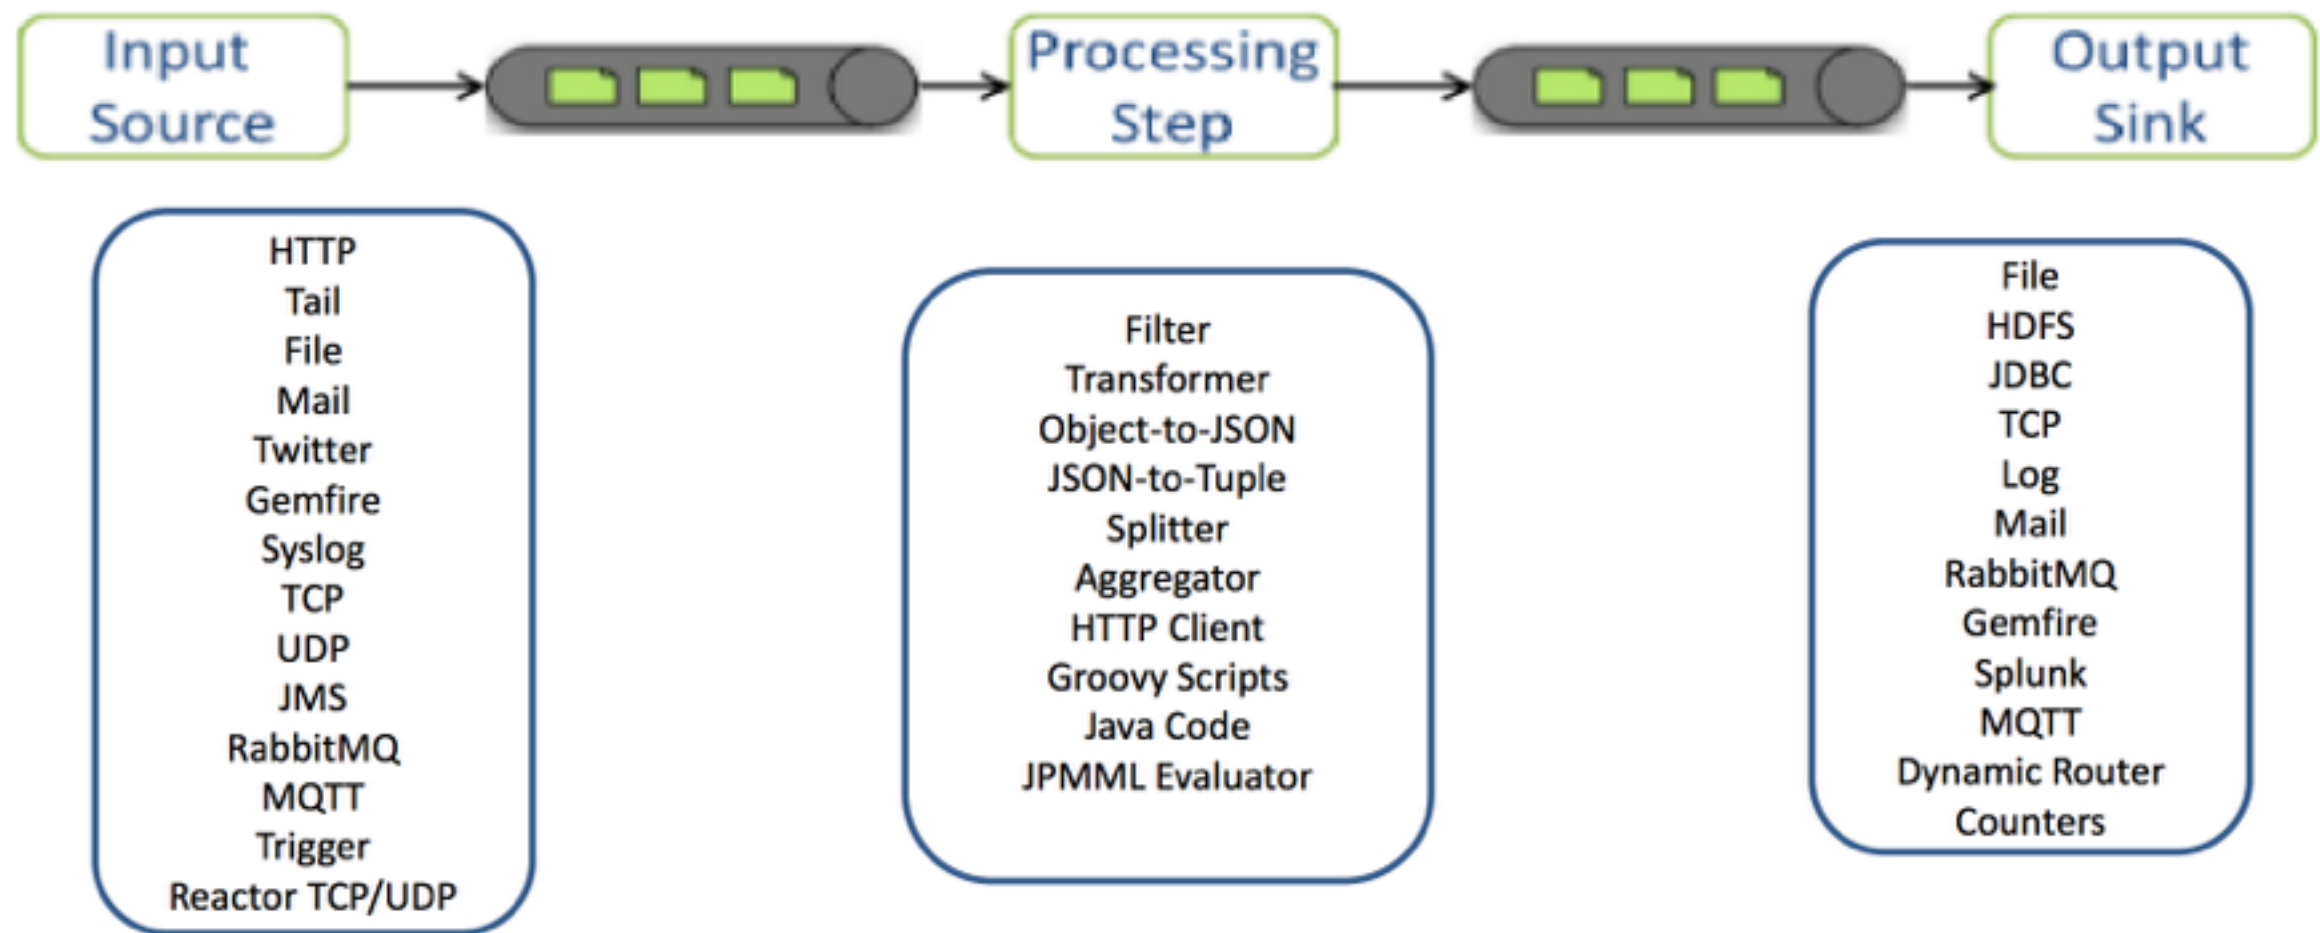 Input
Source
Processing
Step
Output
Sink
HTTP
Tail
File
Mail
Twitter
Gemfire
Syslog
TCP
UDP
JMS
RabbitMQ
MQTT
Trigger
Reactor TCP/UDP
Filter
Transformer
Object-to-JSON
JSON-to-Tuple
Splitter
Aggregator
HTTP Client
Groovy Scripts
Java Code
JPMML Evaluator
File
HDFS
JDBC
TCP
Log
Mail
RabbitMQ
Gemfire
Splunk
MQTT
Dynamic Router
Counters